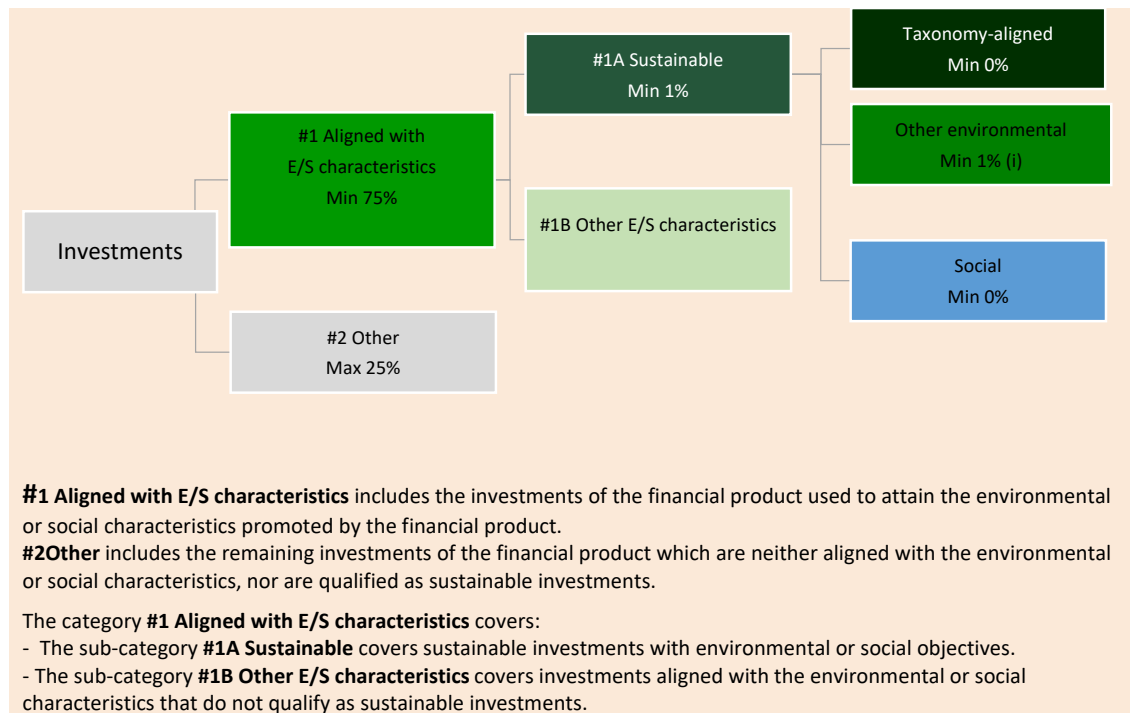 Taxonomy-aligned
Min 0%
#1A Sustainable
Min 1%
Other environmental
Min 1% (i)
#1 Aligned with
E/S characteristics
Min 75%
#1B Other E/S characteristics
Investments
Social
Min 0%
#2 Other
Max 25%
#1 Aligned with E/S characteristics includes the investments of the financial product used to attain the environmental
or social characteristics promoted by the financial product.
#2Other includes the remaining investments of the financial product which are neither aligned with the environmental
or social characteristics, nor are qualified as sustainable investments.
The category #1 Aligned with E/S characteristics covers:
- The sub-category #1A Sustainable covers sustainable investments with environmental or social objectives.
- The sub-category #1B Other E/S characteristics covers investments aligned with the environmental or social
characteristics that do not qualify as sustainable investments.